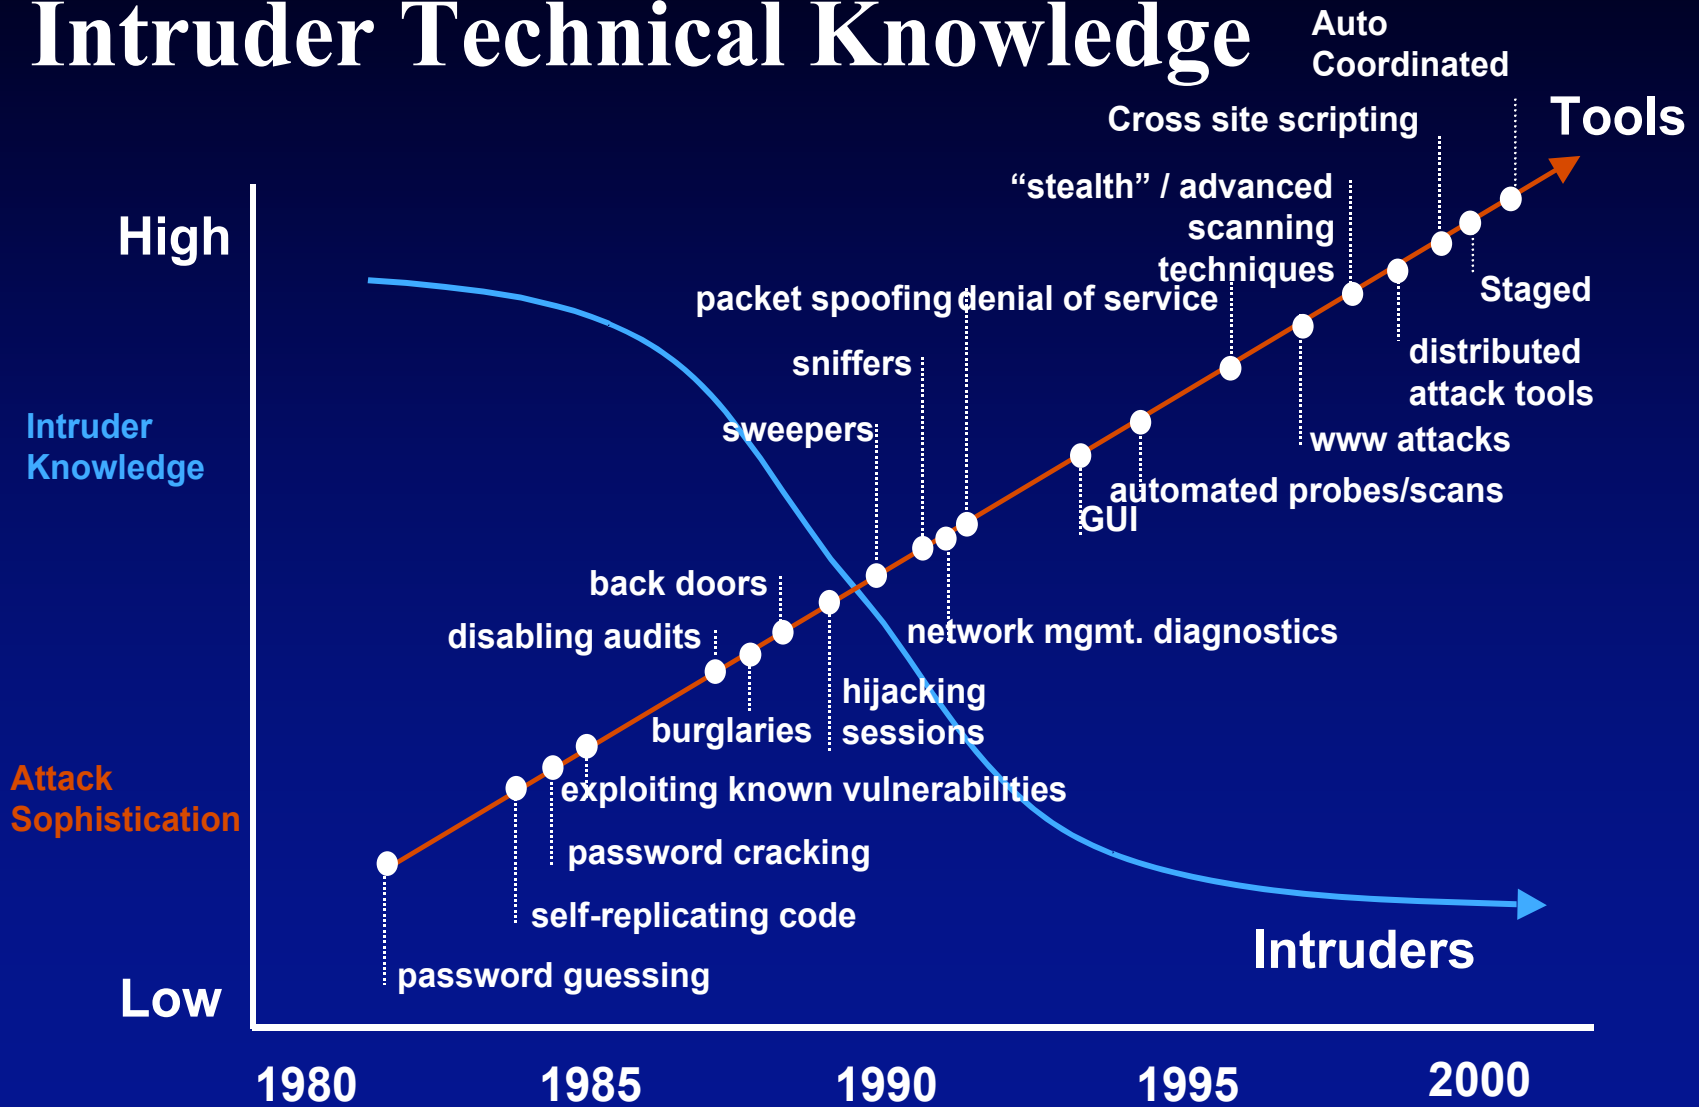 Intruder Technical Knowledge
Auto
Coordinated
Tools
Cross site scripting
“stealth” / advanced
scanning
techniques
High
packet spoofing
denial of service
Staged
sniffers
distributed
attack tools
Intruder
Knowledge
sweepers
www attacks
automated probes/scans
GUI
back doors
disabling audits
network mgmt. diagnostics
hijacking
sessions
burglaries
Attack
Sophistication
exploiting known vulnerabilities
password cracking
self-replicating code
Intruders
password guessing
Low
1980
1985
1990
1995
2000